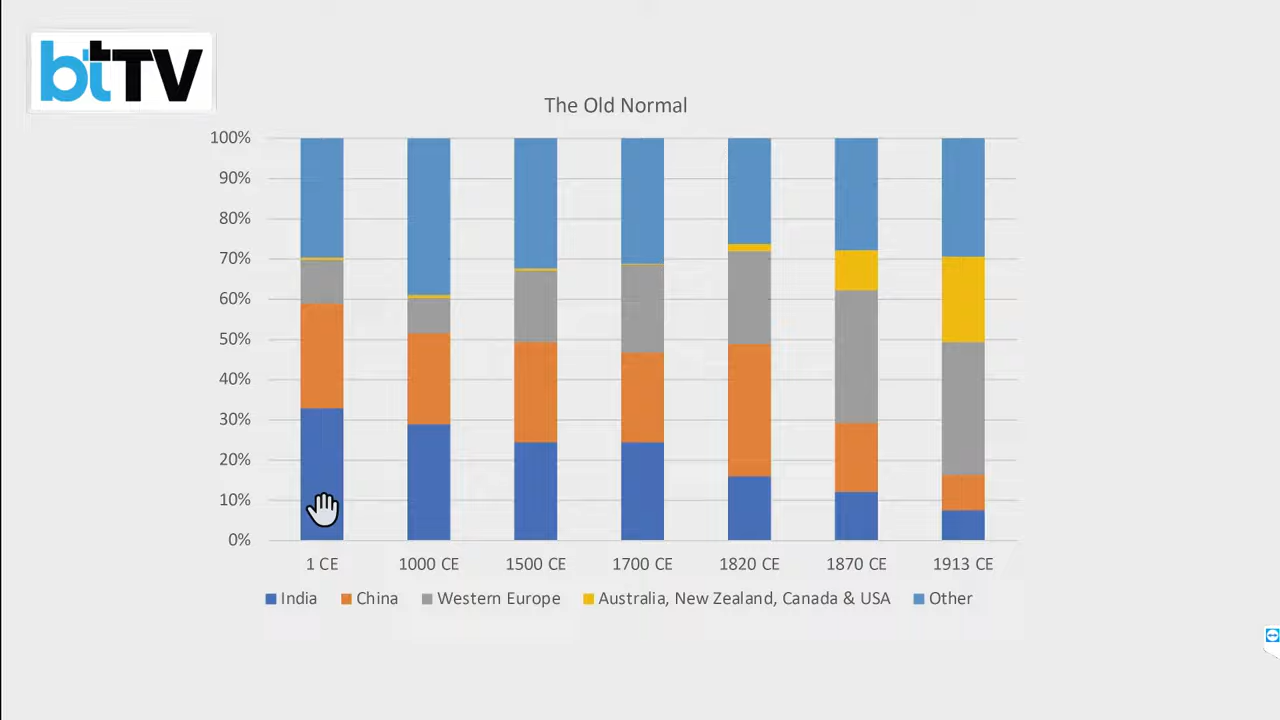 btTV
The Old Normal
100%
90%
80%
70%
60%
50%
40%
30%
20%
10%
0%
1 CE 1000 CE 1500 CE 1700 CE 1820 CE 1870 CE 1913 CE
India China Western Europe Australia, New Zealand, Canada & USA Other